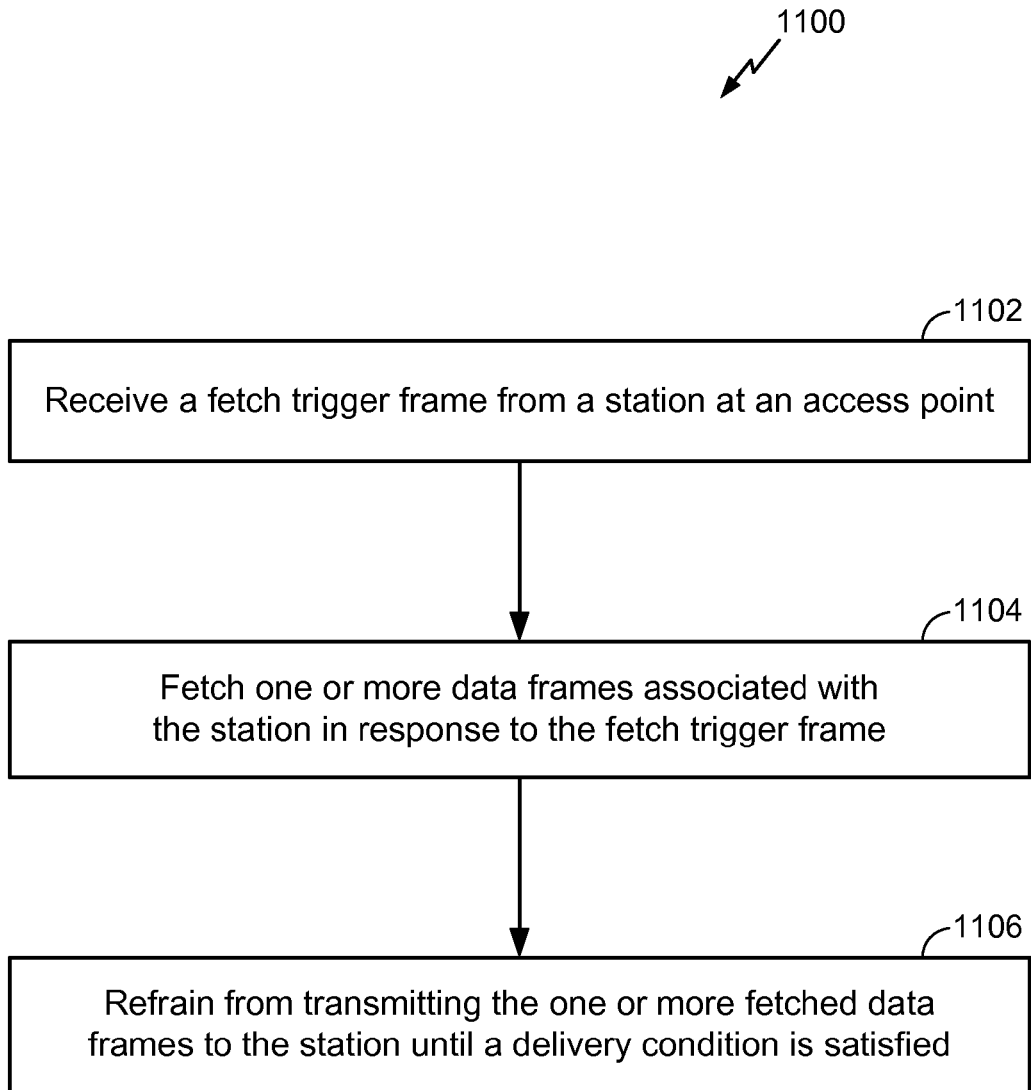 1100
1102
Receive a fetch trigger frame from a station at an access point
1104
Fetch one or more data frames associated with
the station in response to the fetch trigger frame
1106
Refrain from transmitting the one or more fetched data
frames to the station until a delivery condition is satisfied